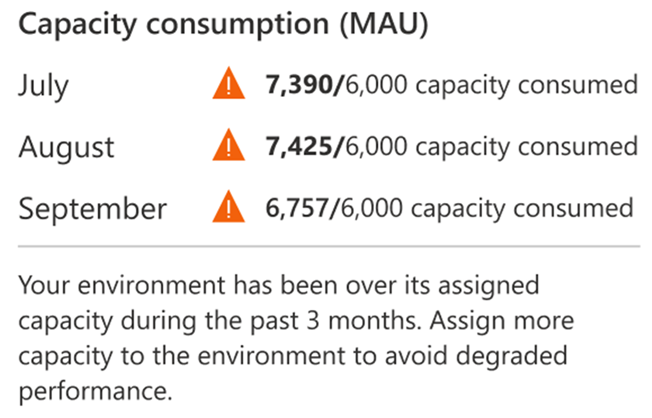 Capacity consumption (MAU)
July 7,390/6,000 capacity consumed
August 7,425/6,000 capacity consumed
September 6,757/6,000 capacity consumed
Your environment has been over its assigned
capacity during the past 3 months. Assign more
capacity to the environment to avoid degraded
performance.